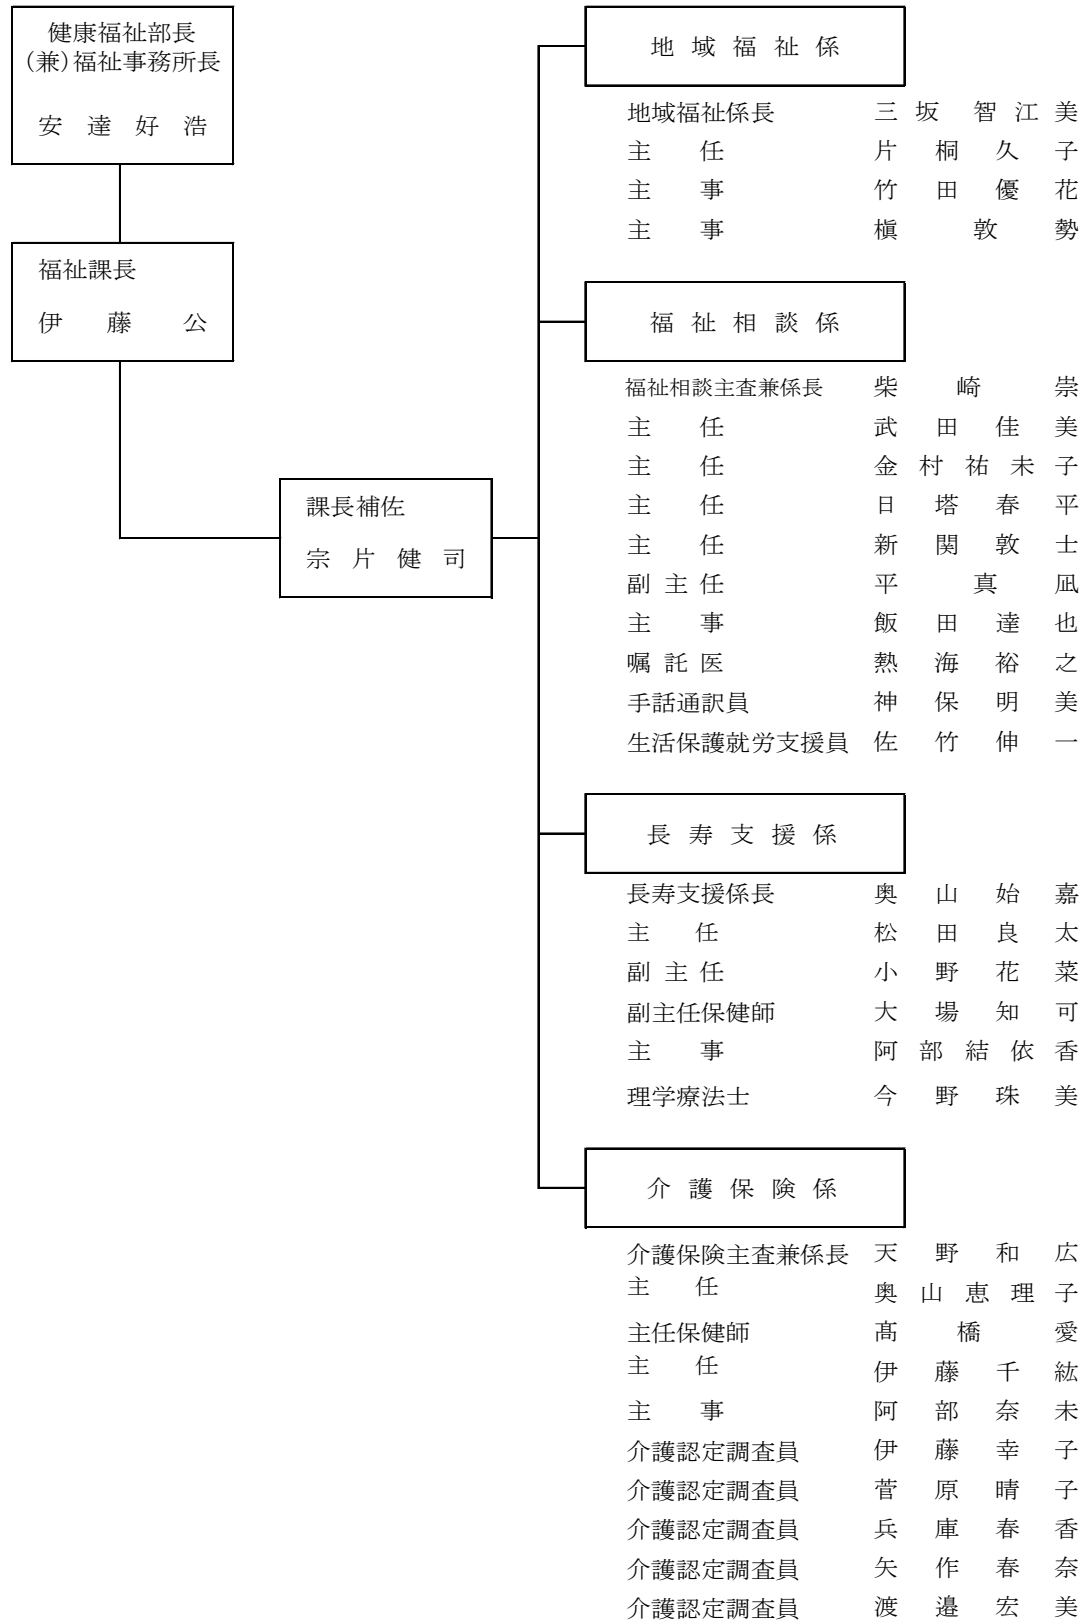 健康福祉部長
(兼)福祉事務所長
安達好浩
福祉課長
伊藤公
課長補佐
宗片健司
地域福祉係
地域福祉係長 三坂智江美
主任 片桐久子
主事 竹田優花
主事 槇敦勢
福祉相談係
福祉相談主査兼係長 柴崎崇
主任 武田佳美
主任 金村祐未子
主任 日塔春平
主任 新関敦士
副主任 平真凪
主事 飯田達也
嘱託医 熱海裕之
手話通訳員 神保明美
生活保護就労支援員 佐竹伸一
長寿支援係
長寿支援係長 奥山始嘉
主任 松田良太
副主任 小野花菜
副主任保健師 大場知可
主事 阿部結依香
理学療法士 今野珠美
介護保険係
介護保険主査兼係長 天野和広
主任 奥山恵理子
主任保健師 髙橋愛
主任 伊藤千紘
主事 阿部奈未
介護認定調査員 伊藤幸子
介護認定調査員 菅原晴子
介護認定調査員 兵庫春香
介護認定調査員 矢作春奈
介護認定調査員 渡邉宏美